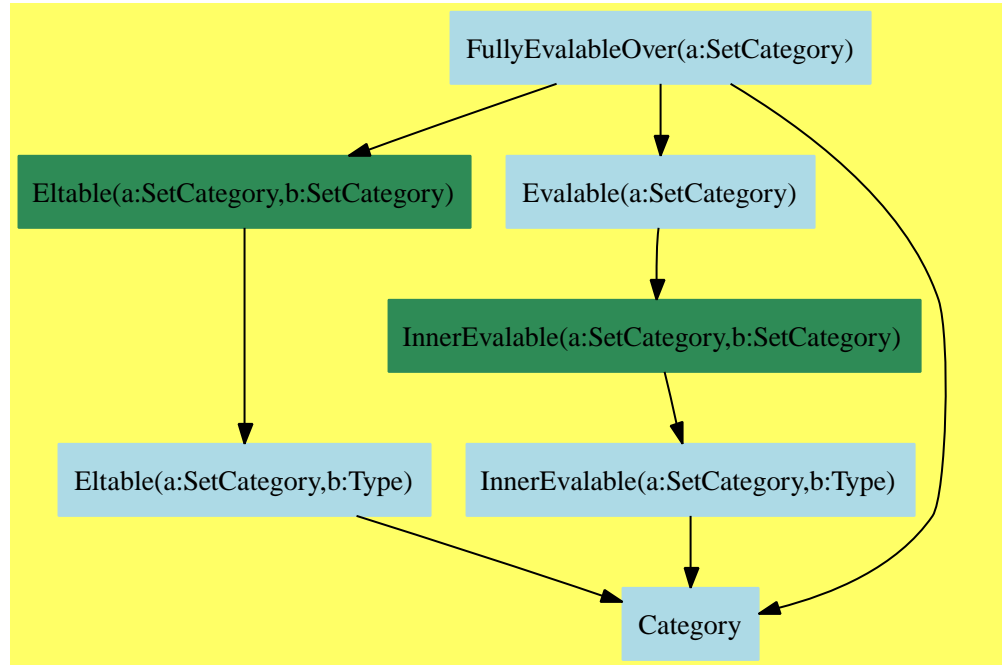 FullyEvalableOver(a:SetCategory)
Eltable(a:SetCategory,b:SetCategory)
Evalable(a:SetCategory)
InnerEvalable(a:SetCategory,b:SetCategory)
Eltable(a:SetCategory,b:Type)
InnerEvalable(a:SetCategory,b:Type)
Category